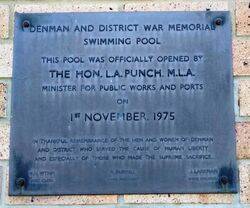 DENMAN AND DISTRICT WAR MEMORIAL
SWIMMING POOL
THIS POOL WAS OFFICIALLY OPENED BY
THE HON. L.A. PUNCH, M.L.A.
MINISTER FOR PUBLIC WORKS AND PORTS
ON
1ST NOVEMBER, 1975
IN THANKFUL REMEMBRANCE OF THE MEN AND WOMEN OF DENMAN
AND DISTRICT WHO SERVED THE CAUSE OF HUMAN LIBERTY
AND ESPECIALLY OF THOSE WHO MADE THE SUPREME SACRIFICE.